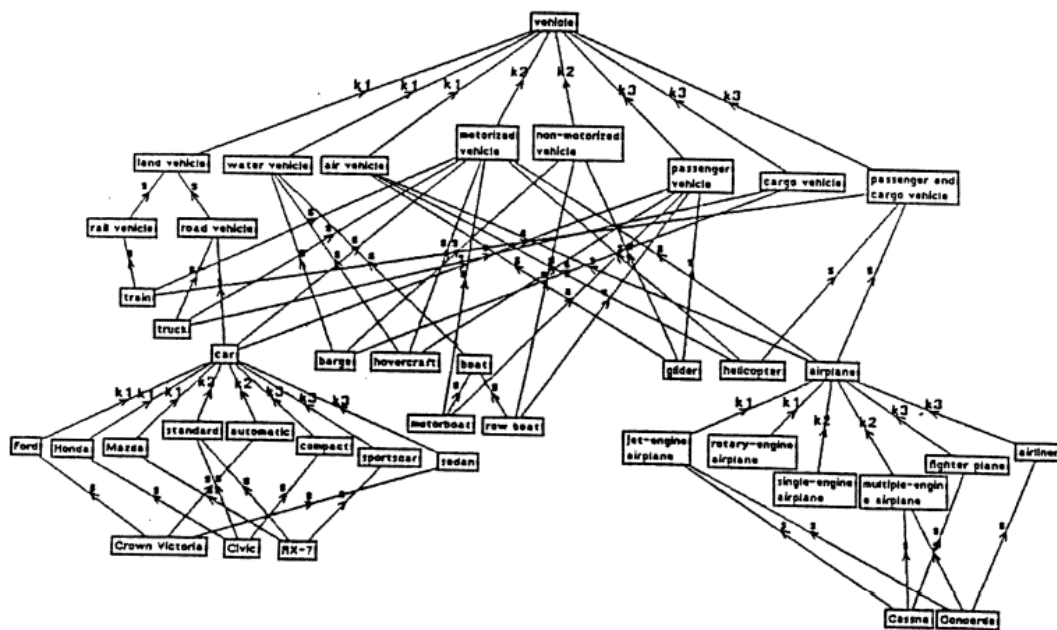 vehicle
k1
k1
k1
k2
k2
k3
k3
k3
land vehicle
water vehicle
air vehicle
motorized
vehicle
non-motorized
vehicle
passenger
vehicle
cargo vehicle
passenger and
cargo vehicle
s
s
rail vehicle
road vehicle
s
s
s
s
s
s
s
s
s
s
s
s
train
truck
car
barge
hovercraft
boat
glider
helicopter
airplane
k1
k1
k1
k2
k2
k3
k3
k3
s
s
motorboat
row boat
k1
k1
k2
k2
k3
k3
Ford
Honda
Mazda
standard
automatic
compact
sportscar
sedan
jet-engine
airplane
rotary-engine
airplane
single-engine
airplane
multiple-engin
e airplane
fighter plane
airliner
s
s
s
s
s
s
s
s
s
Crown Victoria
Civic
RX-7
s
s
s
s
s
Cessna
Concorde